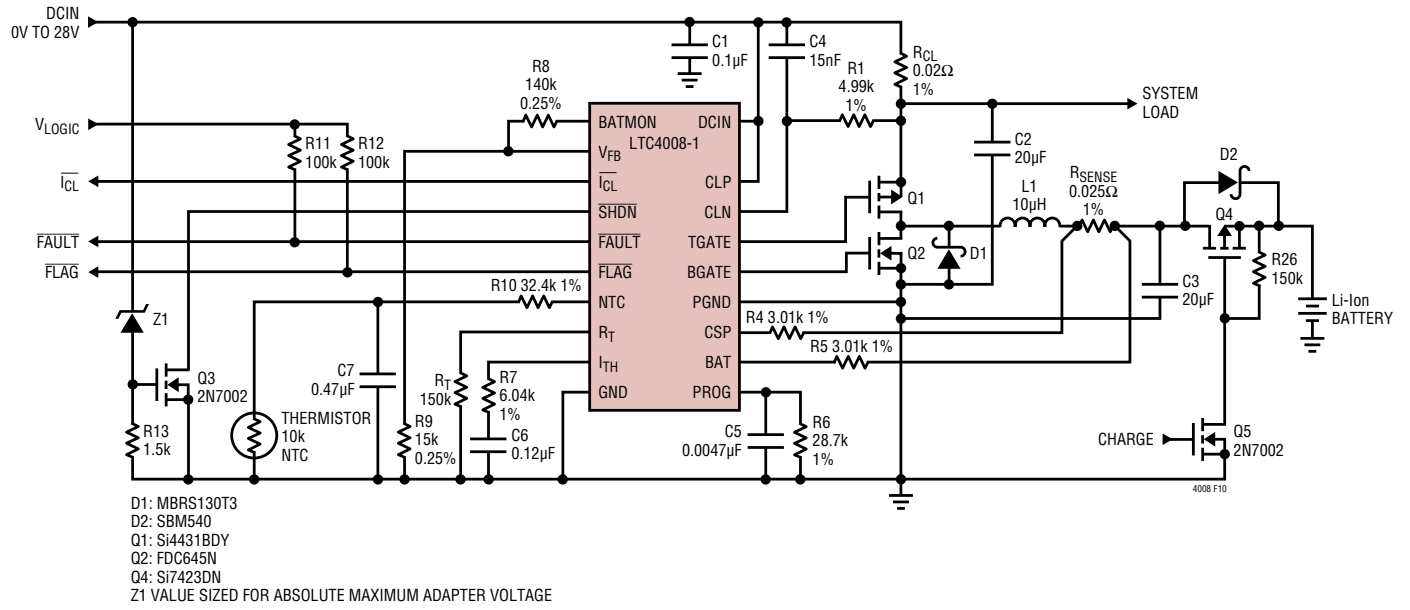 DCIN
0V TO 28V
VLOGIC
ICL
FAULT
FLAG
R11
100k
R12
100k
R8
140k
0.25%
C1
0.1µF
C4
15nF
R1
4.99k
1%
RCL
0.02Ω
1%
SYSTEM
LOAD
LTC4008-1
BATMON
VFB
ICL
SHDN
FAULT
FLAG
NTC
RT
ITH
GND
DCIN
CLP
CLN
TGATE
BGATE
PGND
CSP
BAT
PROG
Q1
Q2
D1
C2
20µF
L1
10µH
RSENSE
0.025Ω
1%
D2
Q4
R26
150k
C3
20µF
Li-Ion
BATTERY
R10 32.4k 1%
R4 3.01k 1%
R5 3.01k 1%
Z1
Q3
2N7002
R13
1.5k
THERMISTOR
10k
NTC
C7
0.47µF
R9
15k
0.25%
RT
150k
R7
6.04k
1%
C6
0.12µF
C5
0.0047µF
R6
28.7k
1%
CHARGE
Q5
2N7002
4008 F10
D1: MBRS130T3
D2: SBM540
Q1: Si4431BDY
Q2: FDC645N
Q4: Si7423DN
Z1 VALUE SIZED FOR ABSOLUTE MAXIMUM ADAPTER VOLTAGE